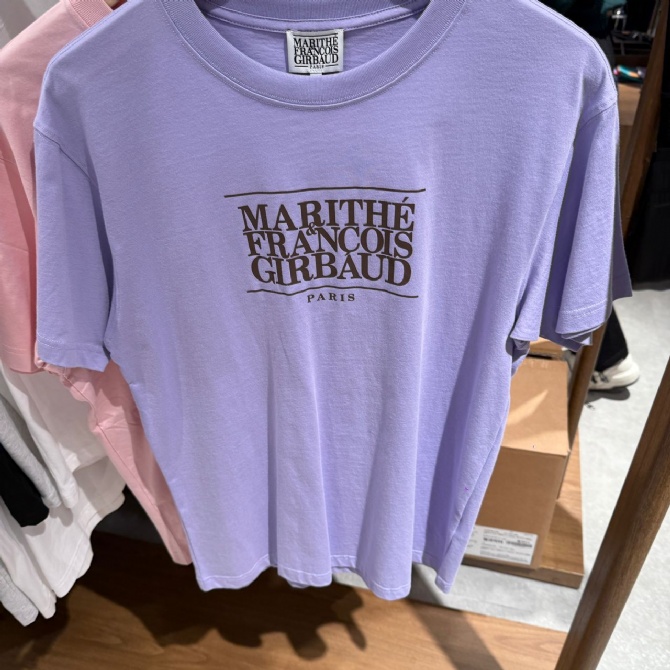 MARITHÉ
FRANCOIS
GIRBAUD
PARIS
MARITHÉ
&
FRANCOIS
GIRBAUD
PARIS